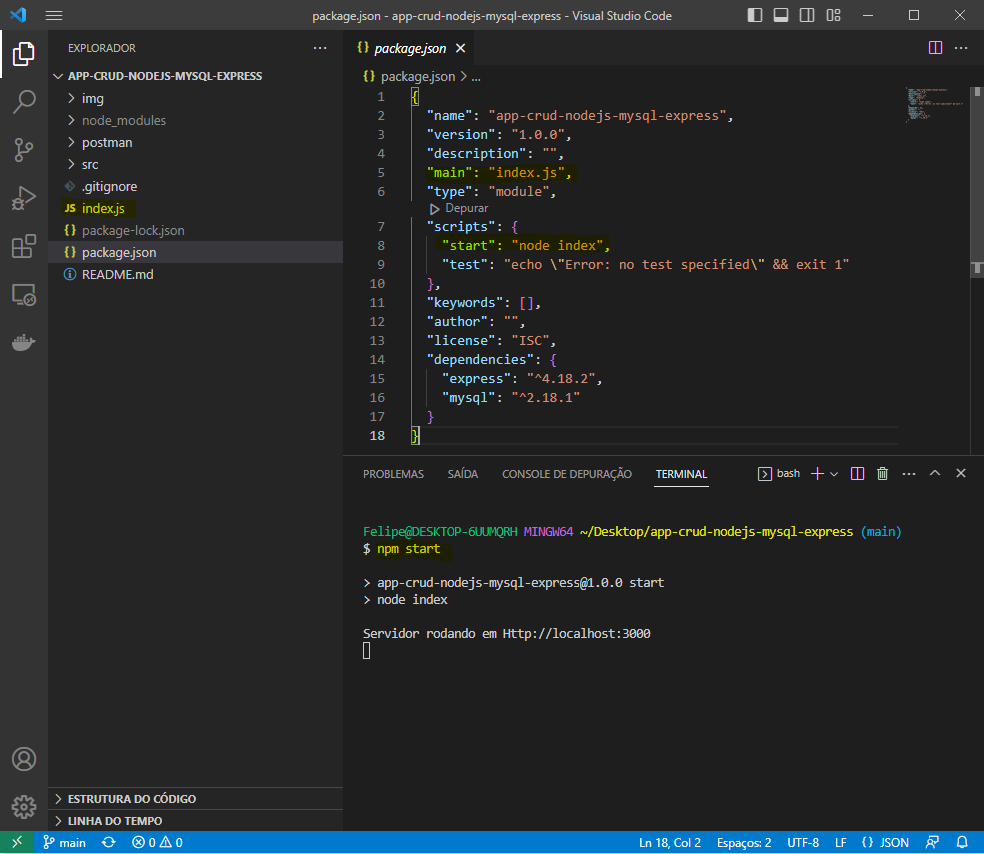 package.json - app-crud-nodejs-mysql-express - Visual Studio Code
EXPLORADOR
APP-CRUD-NODEJS-MYSQL-EXPRESS
img
node_modules
postman
src
.gitignore
JS index.js
{} package-lock.json
{} package.json
README.md
ESTRUTURA DO CÓDIGO
LINHA DO TEMPO
{} package.json
{} package.json > ...
1 {
2 "name": "app-crud-nodejs-mysql-express",
3 "version": "1.0.0",
4 "description": "",
5 "main": "index.js",
6 "type": "module",
Depurar
7 "scripts": {
8 "start": "node index",
9 "test": "echo \"Error: no test specified\" && exit 1"
10 },
11 "keywords": [],
12 "author": "",
13 "license": "ISC",
14 "dependencies": {
15 "express": "^4.18.2",
16 "mysql": "^2.18.1"
17 }
18 }
PROBLEMAS SAÍDA CONSOLE DE DEPURAÇÃO TERMINAL bash
Felipe@DESKTOP-6UUMQRH MINGW64 ~/Desktop/app-crud-nodejs-mysql-express (main)
$ npm start
> app-crud-nodejs-mysql-express@1.0.0 start
> node index
Servidor rodando em Http://localhost:3000
main 0 0 Ln 18, Col 2 Espaços: 2 UTF-8 LF {} JSON